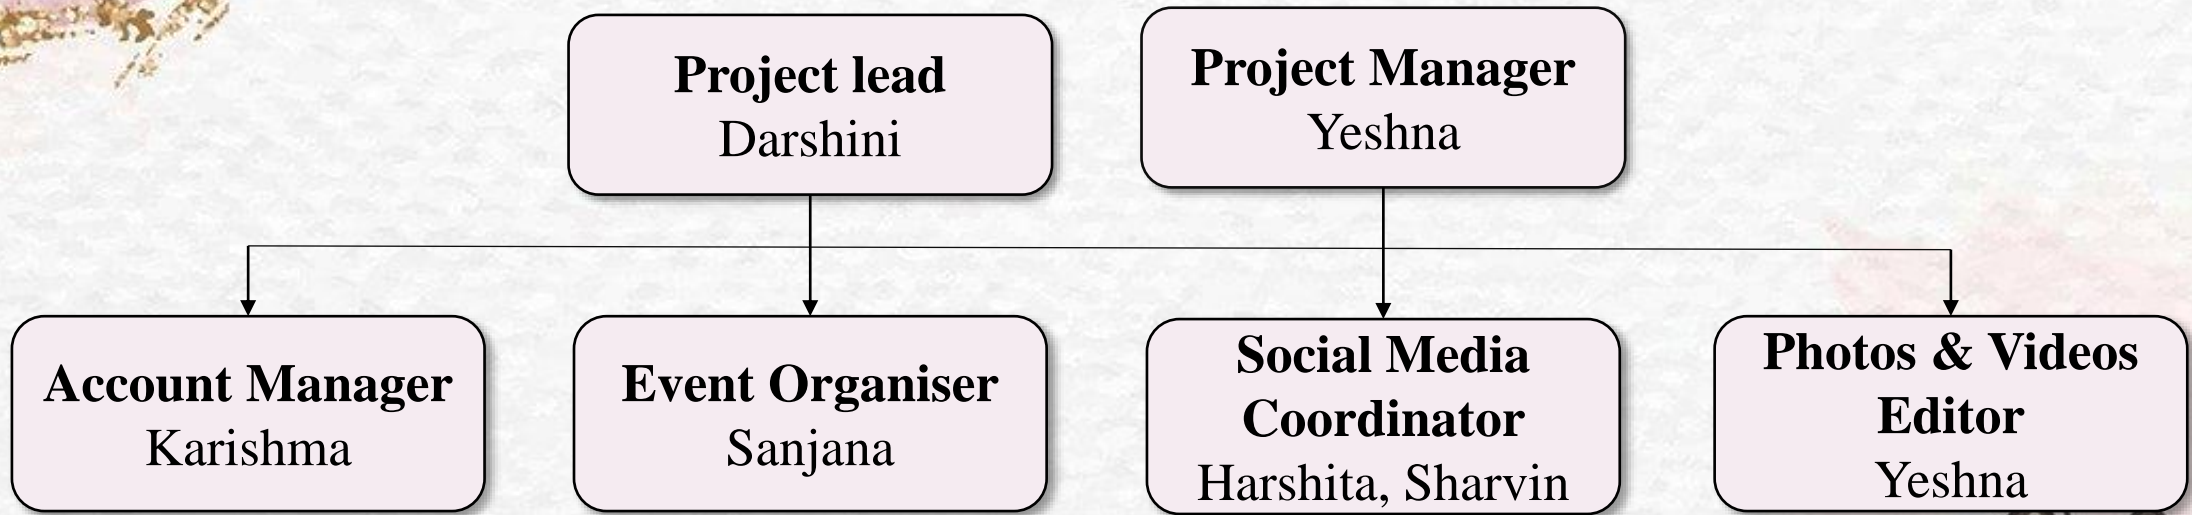 Project lead
Darshini
Project Manager
Yeshna
Account Manager
Karishma
Event Organiser
Sanjana
Social Media
Coordinator
Harshita, Sharvin
Photos & Videos
Editor
Yeshna